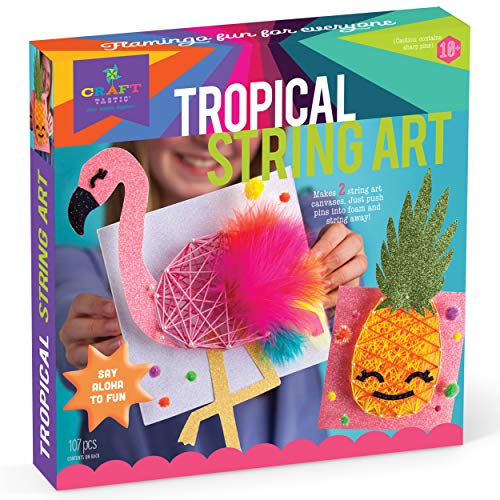 Flamingo fun for everyone
(Caution: contains
sharp pins)
10+
CRAFT
TASTIC®
TROPICAL
STRING ART
Makes 2 string art
canvases. Just push
pins into foam and
string away!
SAY
ALOHA
TO FUN
107 pcs
CONTENTS ON BACK
TROPICAL STRING ART